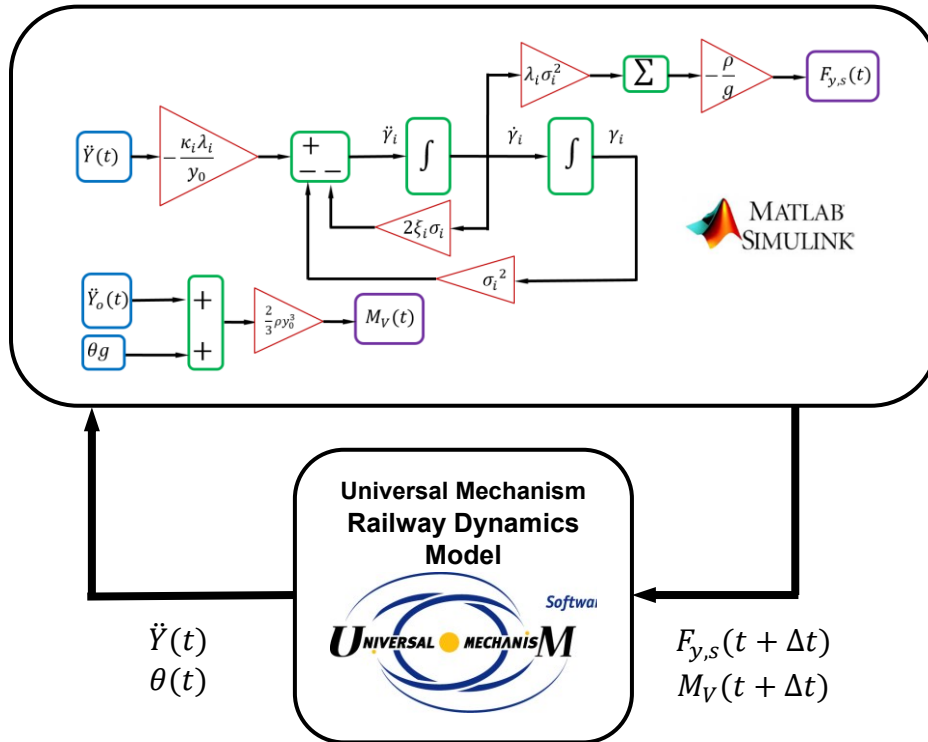 λᵢσᵢ²
Σ
−ρ/g
F_{y,s}(t)
Ÿ(t)
−κᵢλᵢ/y₀
+
− −
γ̈ᵢ
∫
γ̇ᵢ
∫
γᵢ
2ξᵢσᵢ
MATLAB
SIMULINK®
σᵢ²
Ÿₒ(t)
+
2/3 ρy₀³
M_V(t)
θg
+
Universal Mechanism
Railway Dynamics
Model
Softwar
UNIVERSAL MECHANISM
Ÿ(t)
θ(t)
F_{y,s}(t + Δt)
M_V(t + Δt)